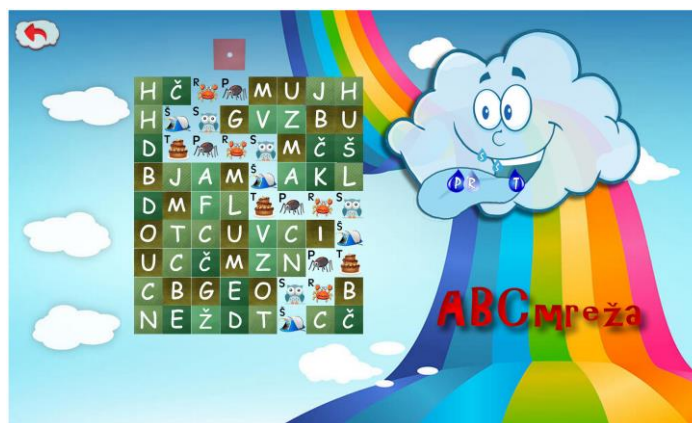 H Č R P M U J H
H Š S G V Z B U
D T P R S M Č Š
B J A M Š A K L
D M F L T P R S
O T C U V C I Š
U C Č M Z N P T
C B G E O S R B
N E Ž D T Š C Č
S Š
P R T
ABCmreža